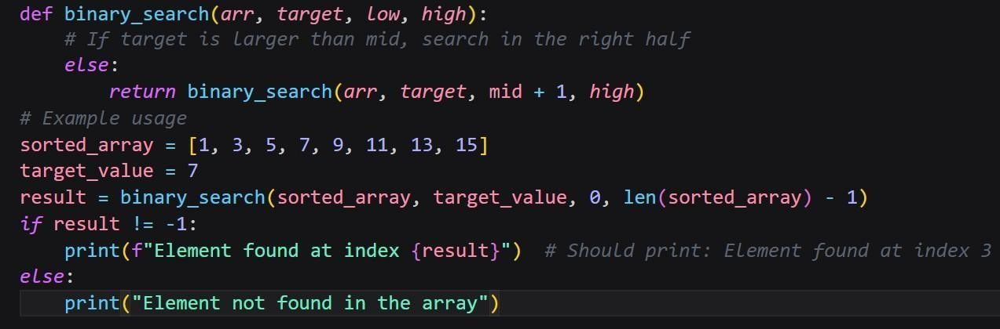 def binary_search(arr, target, low, high):
    # If target is larger than mid, search in the right half
    else:
        return binary_search(arr, target, mid + 1, high)
# Example usage
sorted_array = [1, 3, 5, 7, 9, 11, 13, 15]
target_value = 7
result = binary_search(sorted_array, target_value, 0, len(sorted_array) - 1)
if result != -1:
    print(f"Element found at index {result}")  # Should print: Element found at index 3
else:
    print("Element not found in the array")